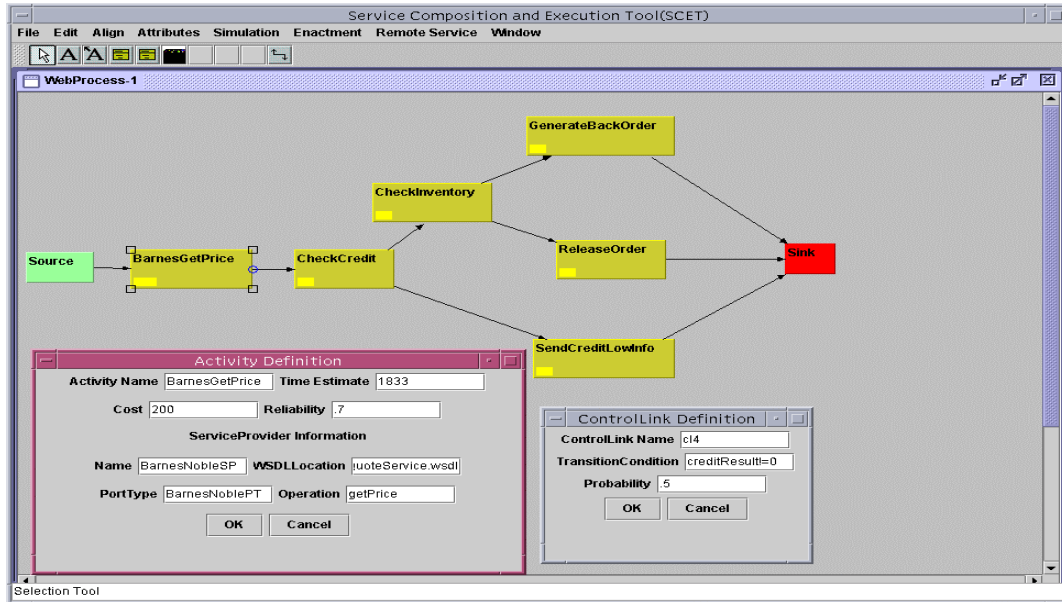 Service Composition and Execution Tool(SCET)
File Edit Align Attributes Simulation Enactment Remote Service Window
A A
WebProcess-1
GenerateBackOrder
CheckInventory
Source
BarnesGetPrice
CheckCredit
ReleaseOrder
Sink
SendCreditLowInfo
Activity Definition
Activity Name BarnesGetPrice Time Estimate 1833
Cost 200 Reliability .7
ServiceProvider Information
Name BarnesNobleSP WSDLLocation uoteService.wsdl
PortType BarnesNoblePT Operation getPrice
OK Cancel
ControlLink Definition
ControlLink Name cl4
TransitionCondition creditResult!=0
Probability .5
OK Cancel
Selection Tool